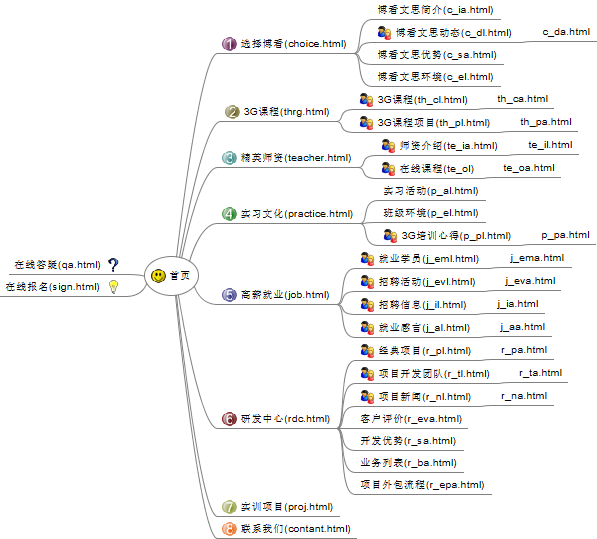 首页
在线答疑(qa.html)
在线报名(sign.html)
1 选择博看(choice.html)
博看文思简介(c_ia.html)
博看文思动态(c_dl.html) c_da.html
博看文思优势(c_sa.html)
博看文思环境(c_el.html)
2 3G课程(thrg.html)
3G课程(th_cl.html) th_ca.html
3G课程项目(th_pl.html) th_pa.html
3 精英师资(teacher.html)
师资介绍(te_ia.html) te_il.html
在线课程(te_ol) te_oa.html
4 实习文化(practice.html)
实习活动(p_al.html)
班级环境(p_el.html)
3G培训心得(p_pl.html) p_pa.html
5 高薪就业(job.html)
就业学员(j_eml.html) j_ema.html
招聘活动(j_evl.html) j_eva.html
招聘信息(j_il.html) j_ia.html
就业感言(j_al.html) j_aa.html
6 研发中心(rdc.html)
经典项目(r_pl.html) r_pa.html
项目开发团队(r_tl.html) r_ta.html
项目新闻(r_nl.html) r_na.html
客户评价(r_eva.html)
开发优势(r_sa.html)
业务列表(r_ba.html)
项目外包流程(r_epa.html)
7 实训项目(proj.html)
8 联系我们(contant.html)